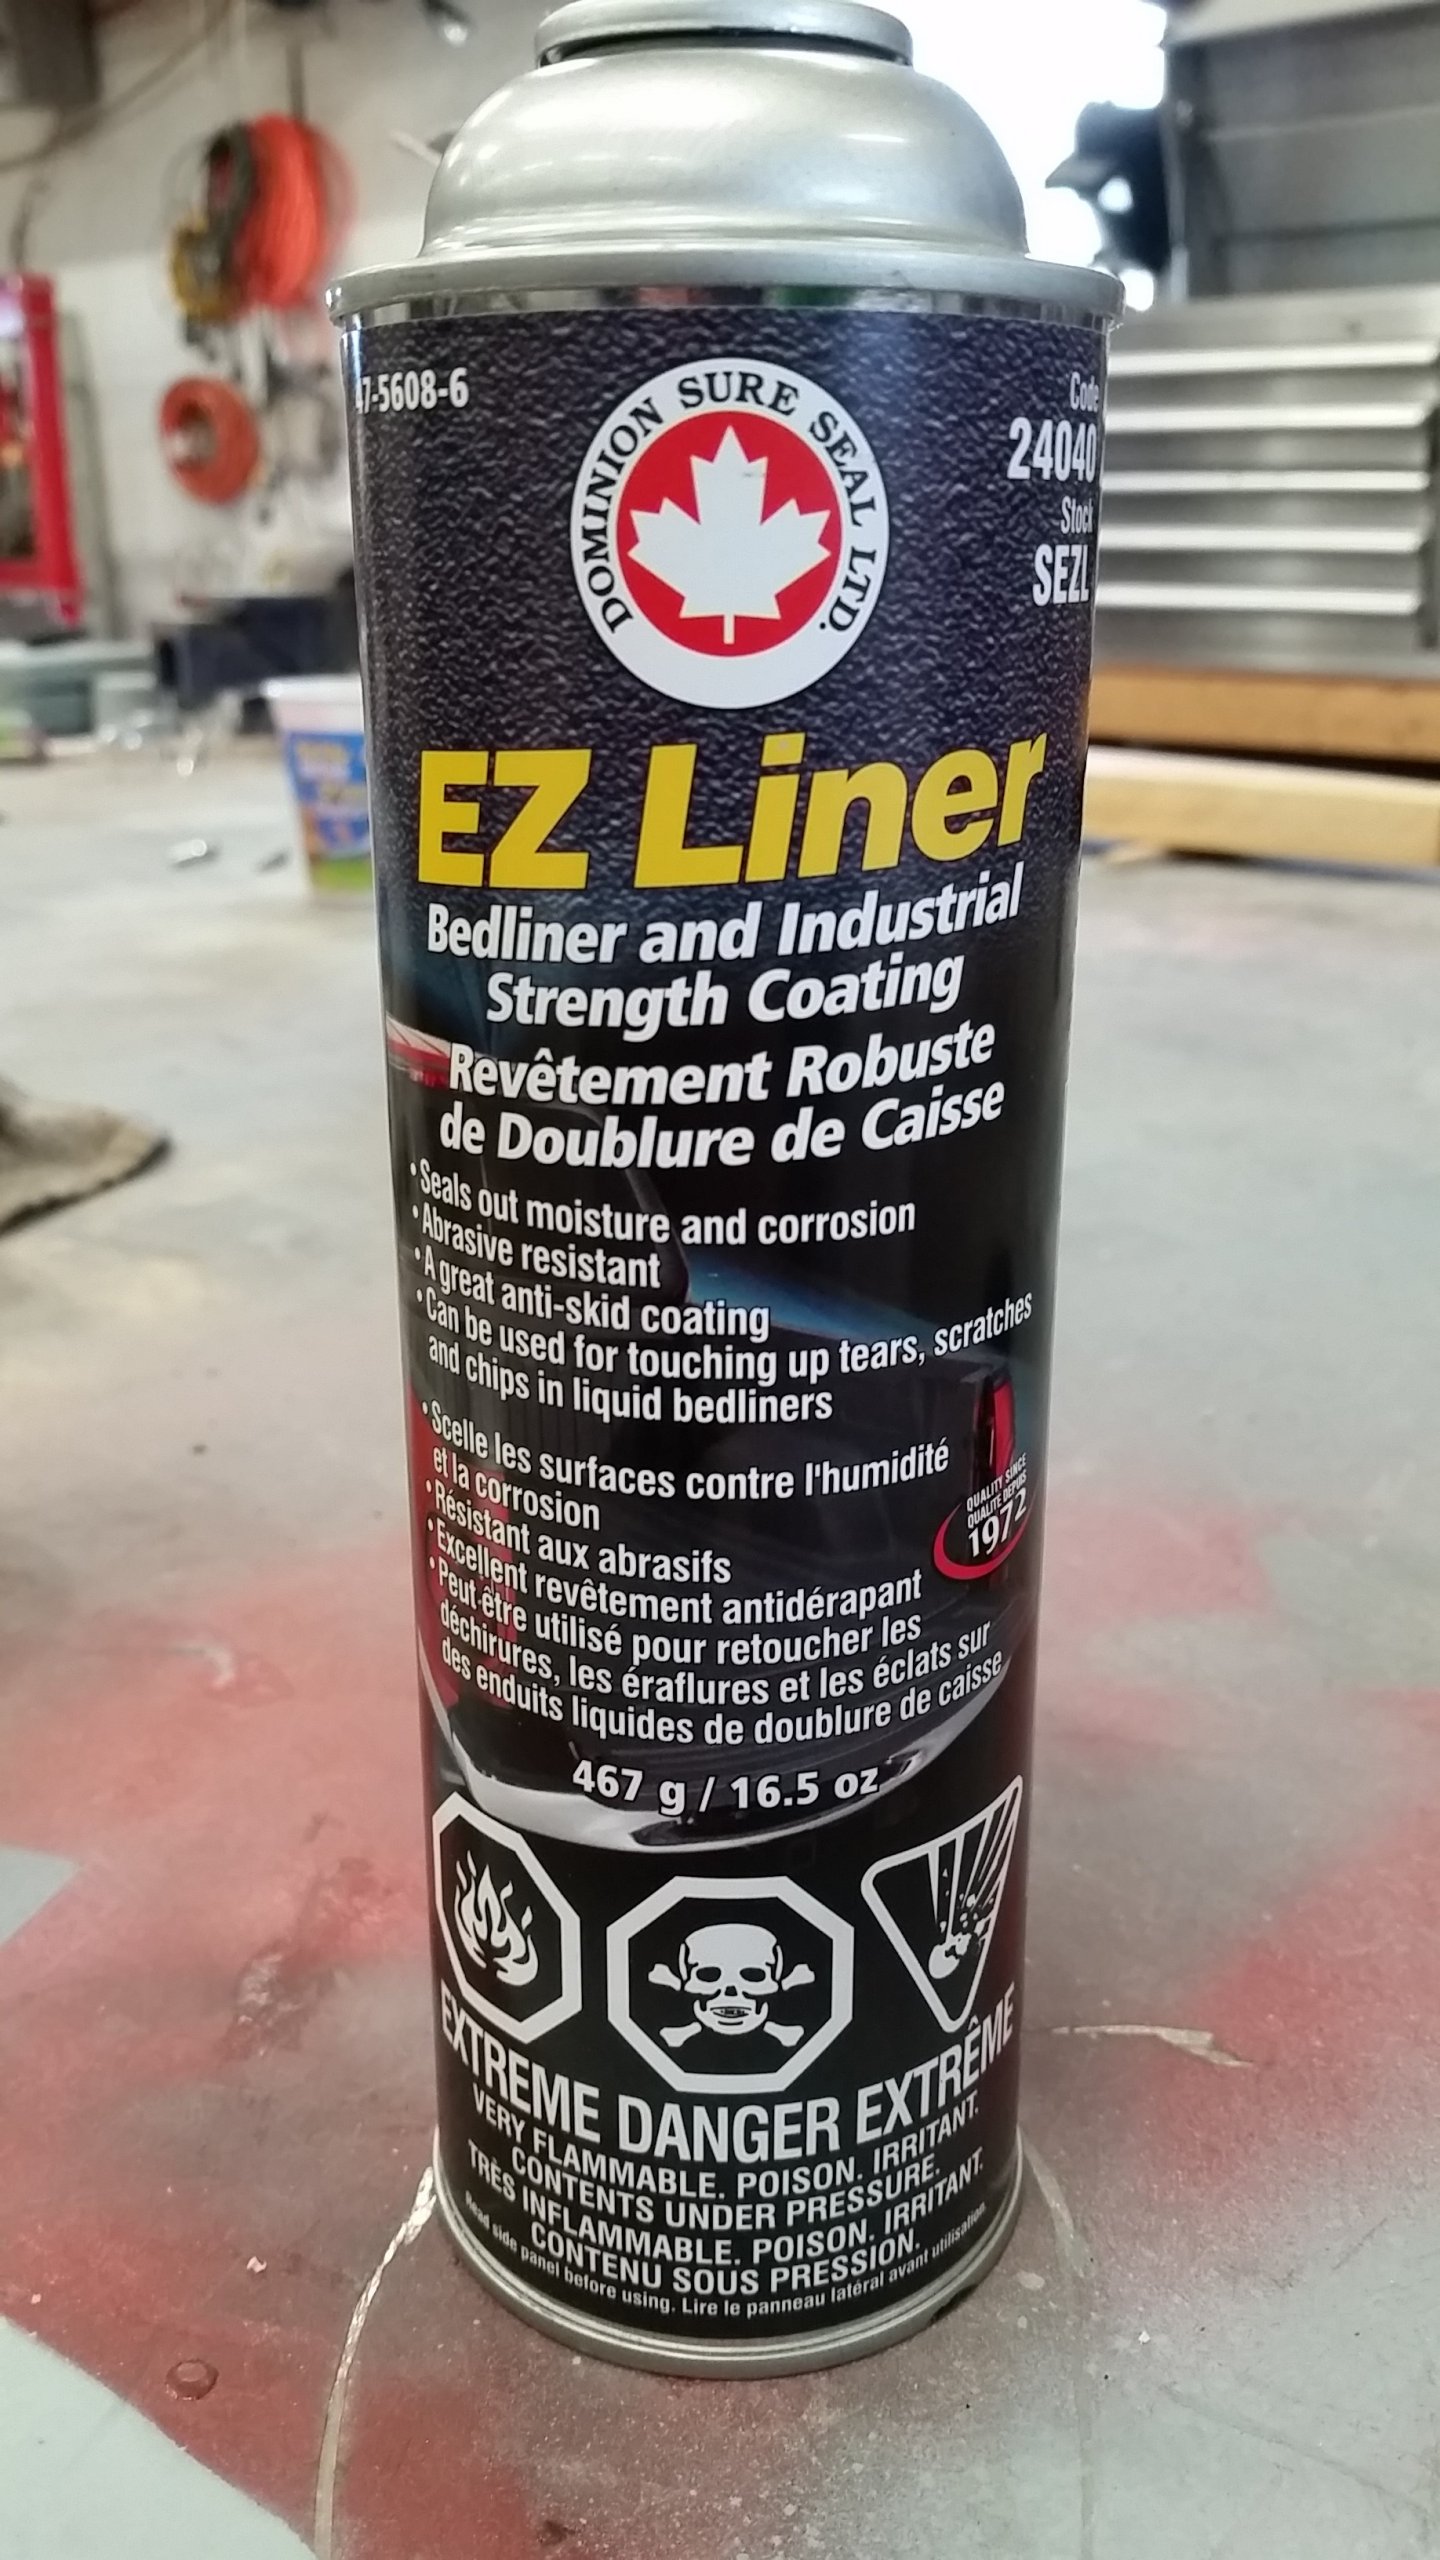 7-5608-6
DOMINION SURE SEAL LTD.
Code
24040
Stock
SEZL
EZ Liner
Bedliner and Industrial
Strength Coating
Revêtement Robuste
de Doublure de Caisse
• Seals out moisture and corrosion
• Abrasive resistant
• A great anti-skid coating
• Can be used for touching up tears, scratches
and chips in liquid bedliners
• Scelle les surfaces contre l'humidité
et la corrosion
• Résistant aux abrasifs
• Excellent revêtement antidérapant
• Peut être utilisé pour retoucher les
déchirures, les éraflures et les éclats sur
des enduits liquides de doublure de caisse
QUALITY SINCE
QUALITÉ DEPUIS
1972
467 g / 16.5 oz
EXTREME DANGER EXTRÊME
VERY FLAMMABLE. POISON. IRRITANT.
CONTENTS UNDER PRESSURE.
TRÈS INFLAMMABLE. POISON. IRRITANT.
CONTENU SOUS PRESSION.
Read side panel before using. Lire le panneau latéral avant utilisation.